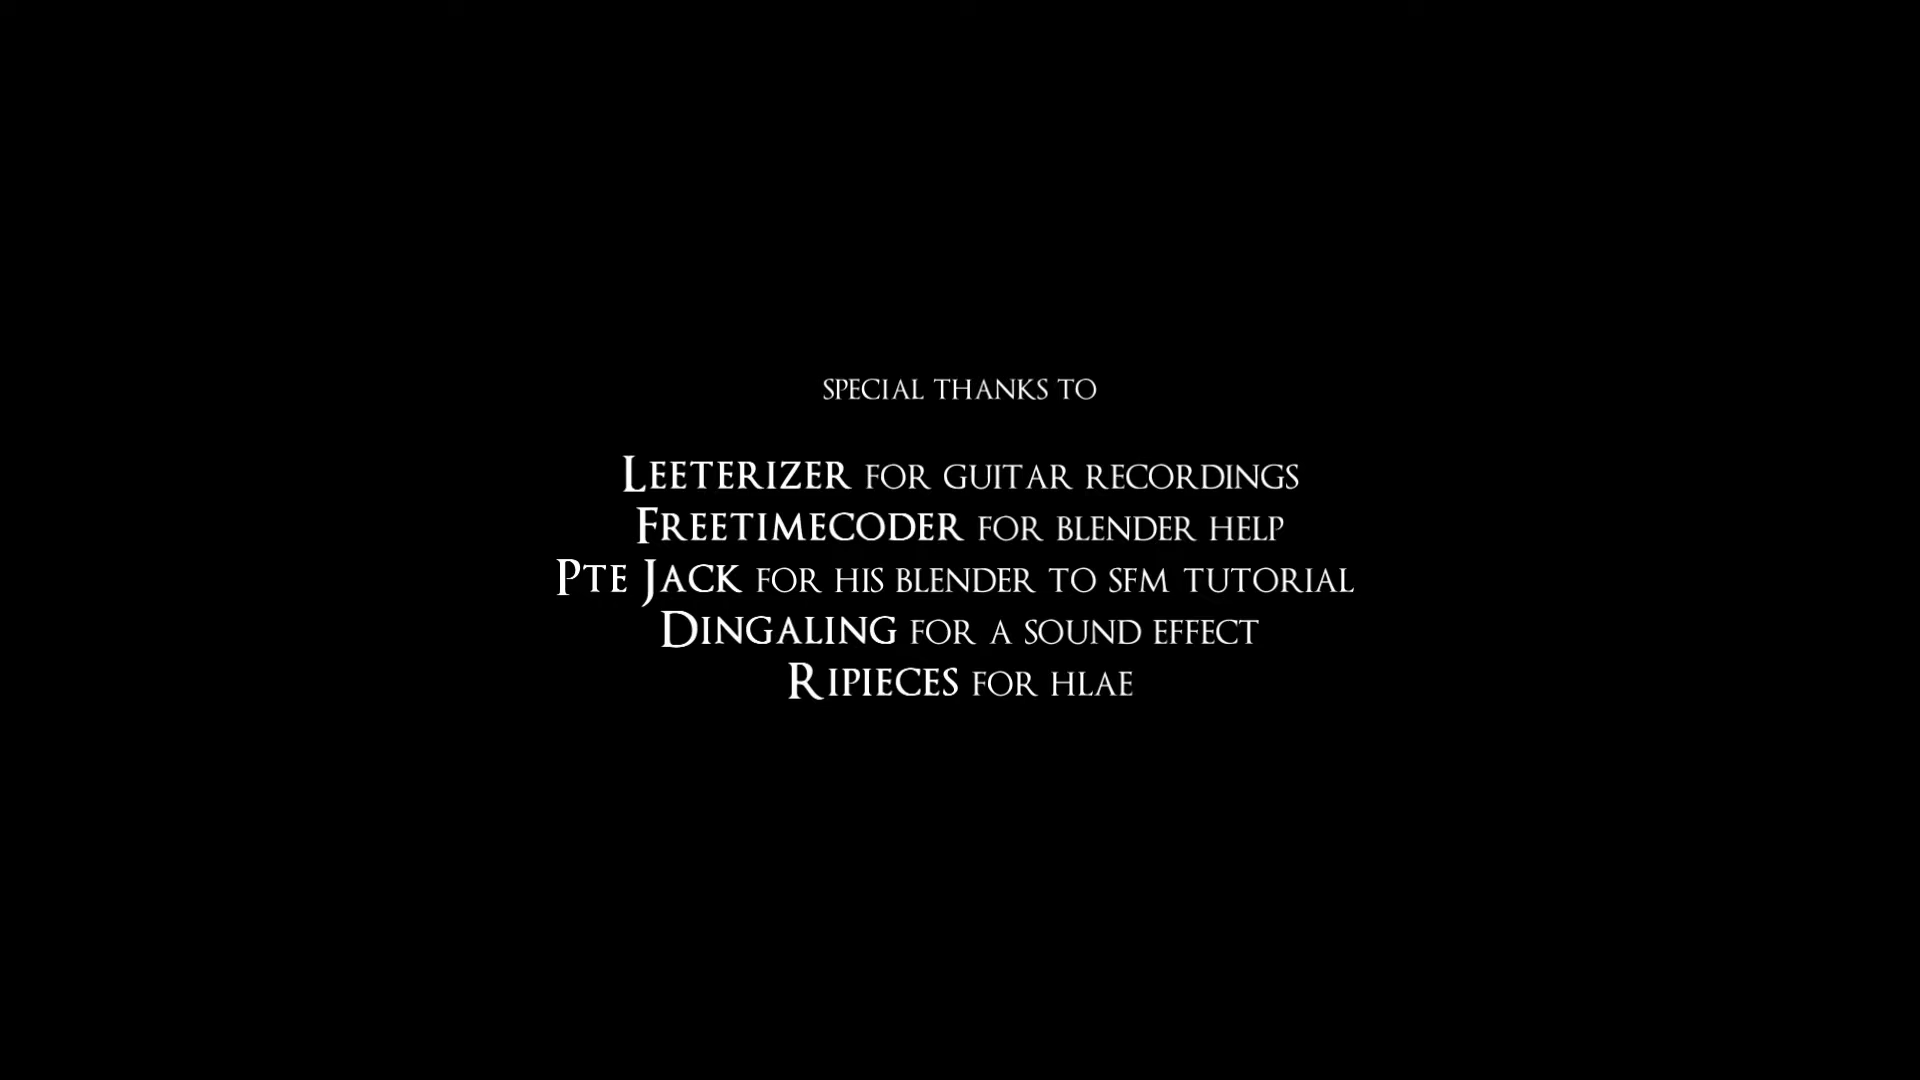 SPECIAL THANKS TO
LEETERIZER FOR GUITAR RECORDINGS
FREETIMECODER FOR BLENDER HELP
PTE JACK FOR HIS BLENDER TO SFM TUTORIAL
DINGALING FOR A SOUND EFFECT
RIPIECES FOR HLAE